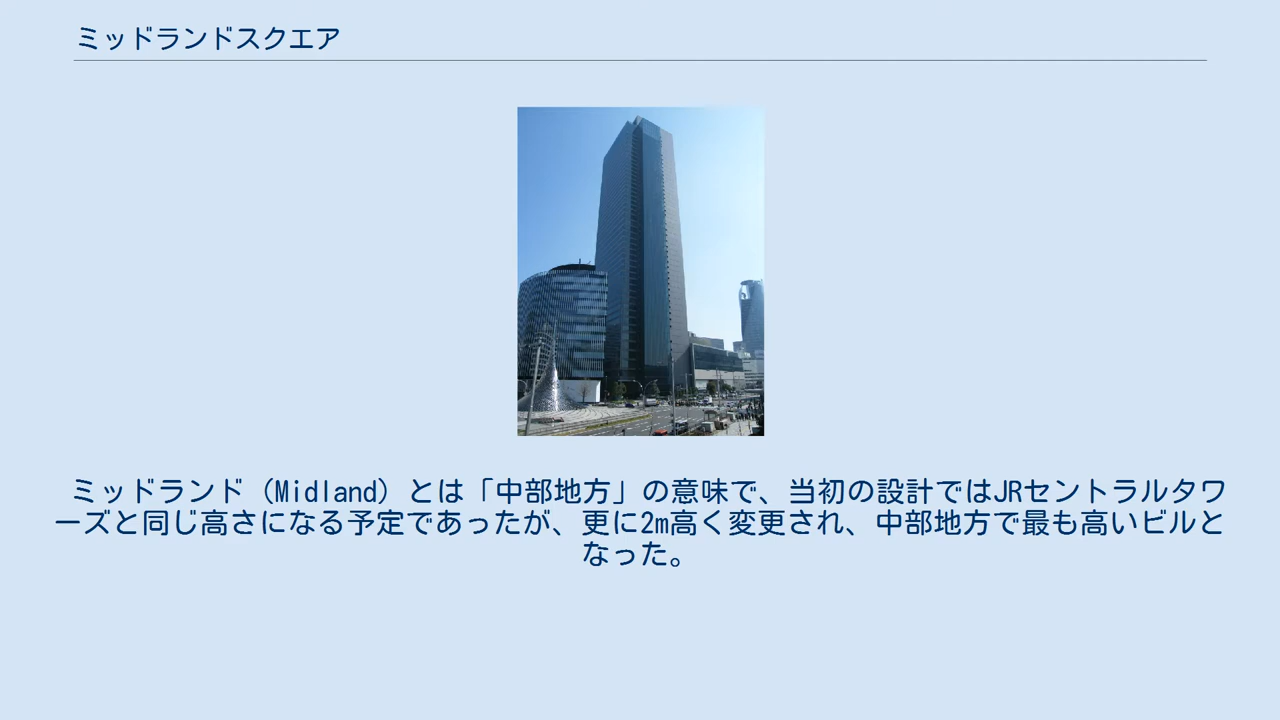 ミッドランドスクエア
ミッドランド（Midland）とは「中部地方」の意味で、当初の設計ではJRセントラルタワ
ーズと同じ高さになる予定であったが、更に2m高く変更され、中部地方で最も高いビルと
なった。